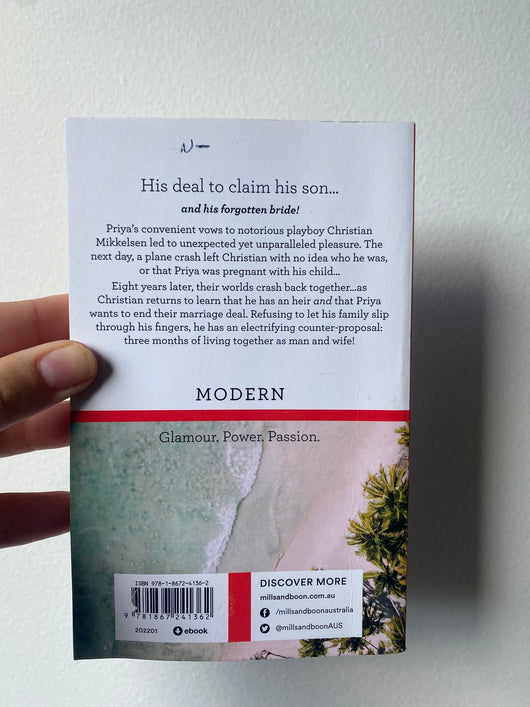 His deal to claim his son...
and his forgotten bride!
Priya's convenient vows to notorious playboy Christian
Mikkelsen led to unexpected yet unparalleled pleasure. The
next day, a plane crash left Christian with no idea who he was,
or that Priya was pregnant with his child...
Eight years later, their worlds crash back together...as
Christian returns to learn that he has an heir and that Priya
wants to end their marriage deal. Refusing to let his family slip
through his fingers, he has an electrifying counter-proposal:
three months of living together as man and wife!
MODERN
Glamour. Power. Passion.
ISBN 978-1-8672-4136-2
9 781867 241362
202201
ebook
DISCOVER MORE
millsandboon.com.au
/millsandboonaustralia
@millsandboonAUS